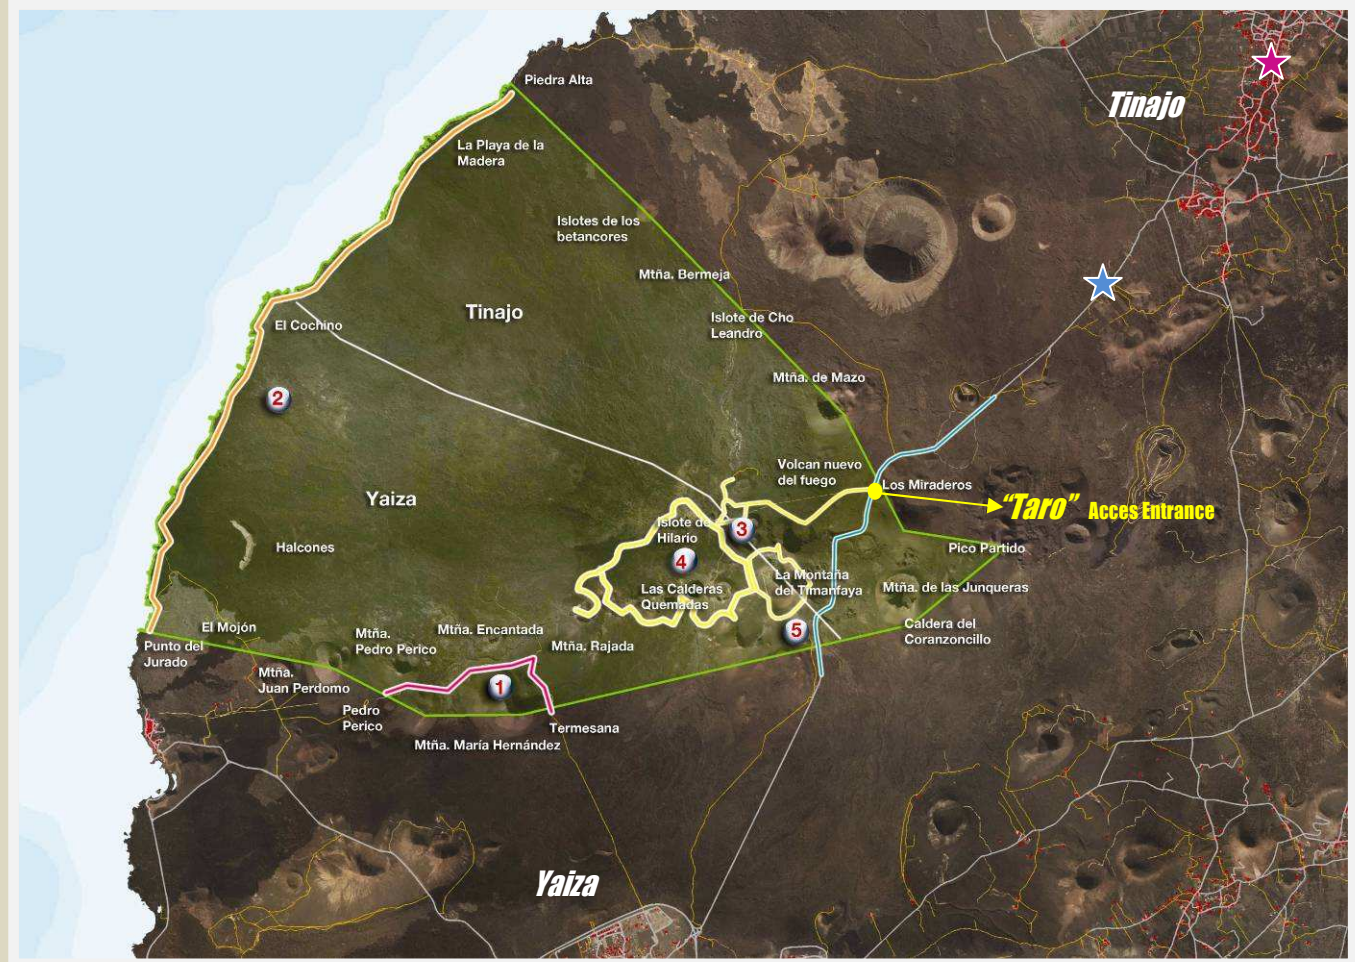 Piedra Alta
Tinajo
La Playa de la
Madera
Islotes de los
betancores
Mtña. Bermeja
Tinajo
El Cochino
Islote de Cho
Leandro
Mtña. de Mazo
2
Volcan nuevo
del fuego
Los Miraderos
Yaiza
"Taro" Acces Entrance
Islote de
Hilario
3
Halcones
Pico Partido
4
La Montaña
del Timanfaya
Mtña. de las Junqueras
Las Calderas
Quemadas
El Mojón
Mtña.
Pedro Perico
Mtña. Encantada
5
Caldera del
Coranzoncillo
Punto del
Jurado
Mtña. Rajada
Mtña.
Juan Perdomo
1
Pedro
Perico
Termesana
Mtña. María Hernández
Yaiza